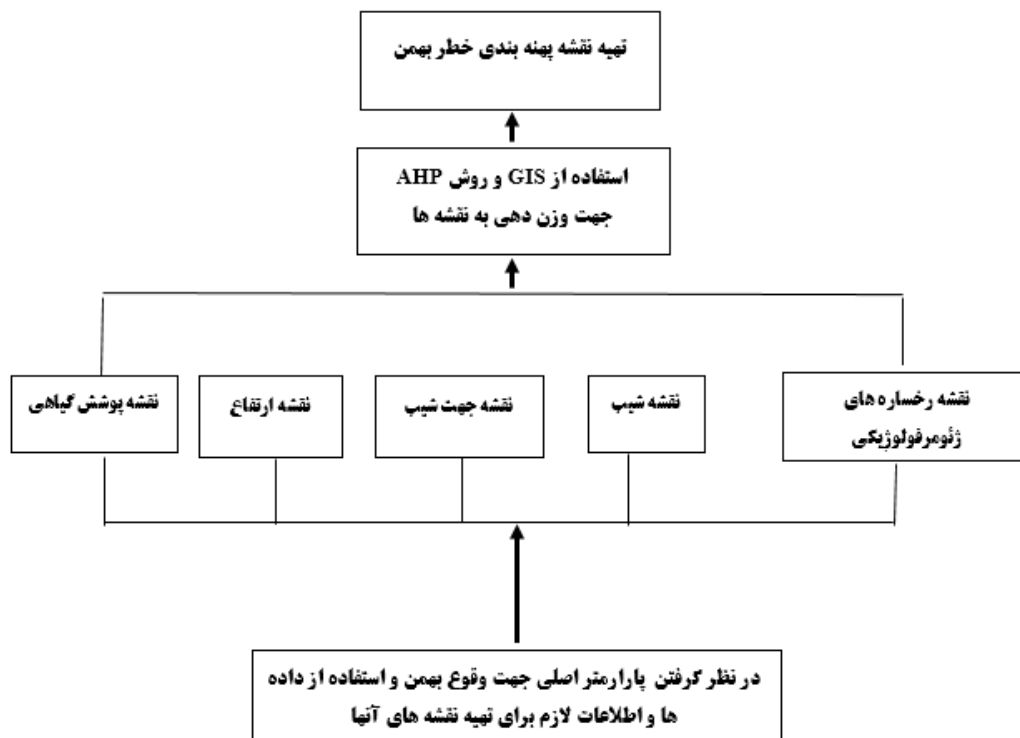 تهیه نقشه پهنه بندی خطر بهمن
استفاده از GIS و روش AHP
جهت وزن دهی به نقشه ها
نقشه رخساره های
ژئومرفولوژیکی
نقشه شیب
نقشه جهت شیب
نقشه ارتفاع
نقشه پوشش گیاهی
در نظر گرفتن پارارمتر اصلی جهت وقوع بهمن و استفاده از داده
ها و اطلاعات لازم برای تهیه نقشه های آنها